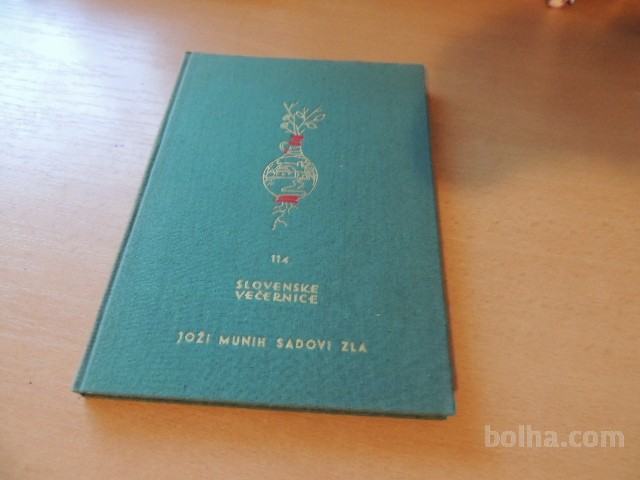 114
SLOVENSKE
VEČERNICE
JOŽI MUNIH SADOVI ZLA
bolha.com